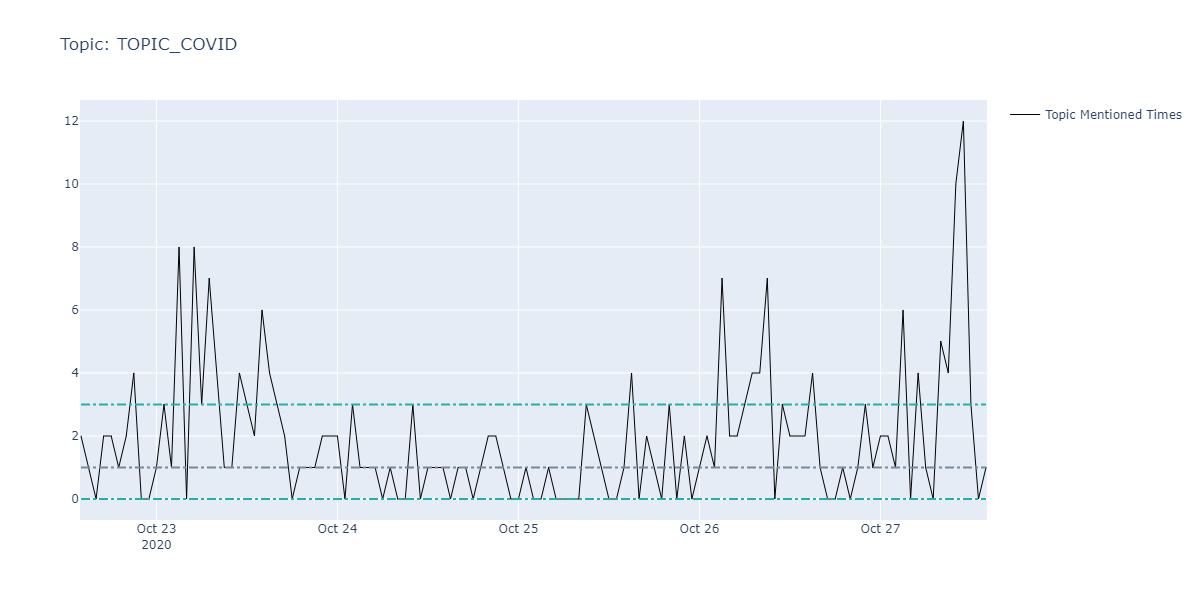 Topic: TOPIC_COVID
Topic Mentioned Times
12
10
8
6
4
2
0
Oct 23
2020
Oct 24
Oct 25
Oct 26
Oct 27